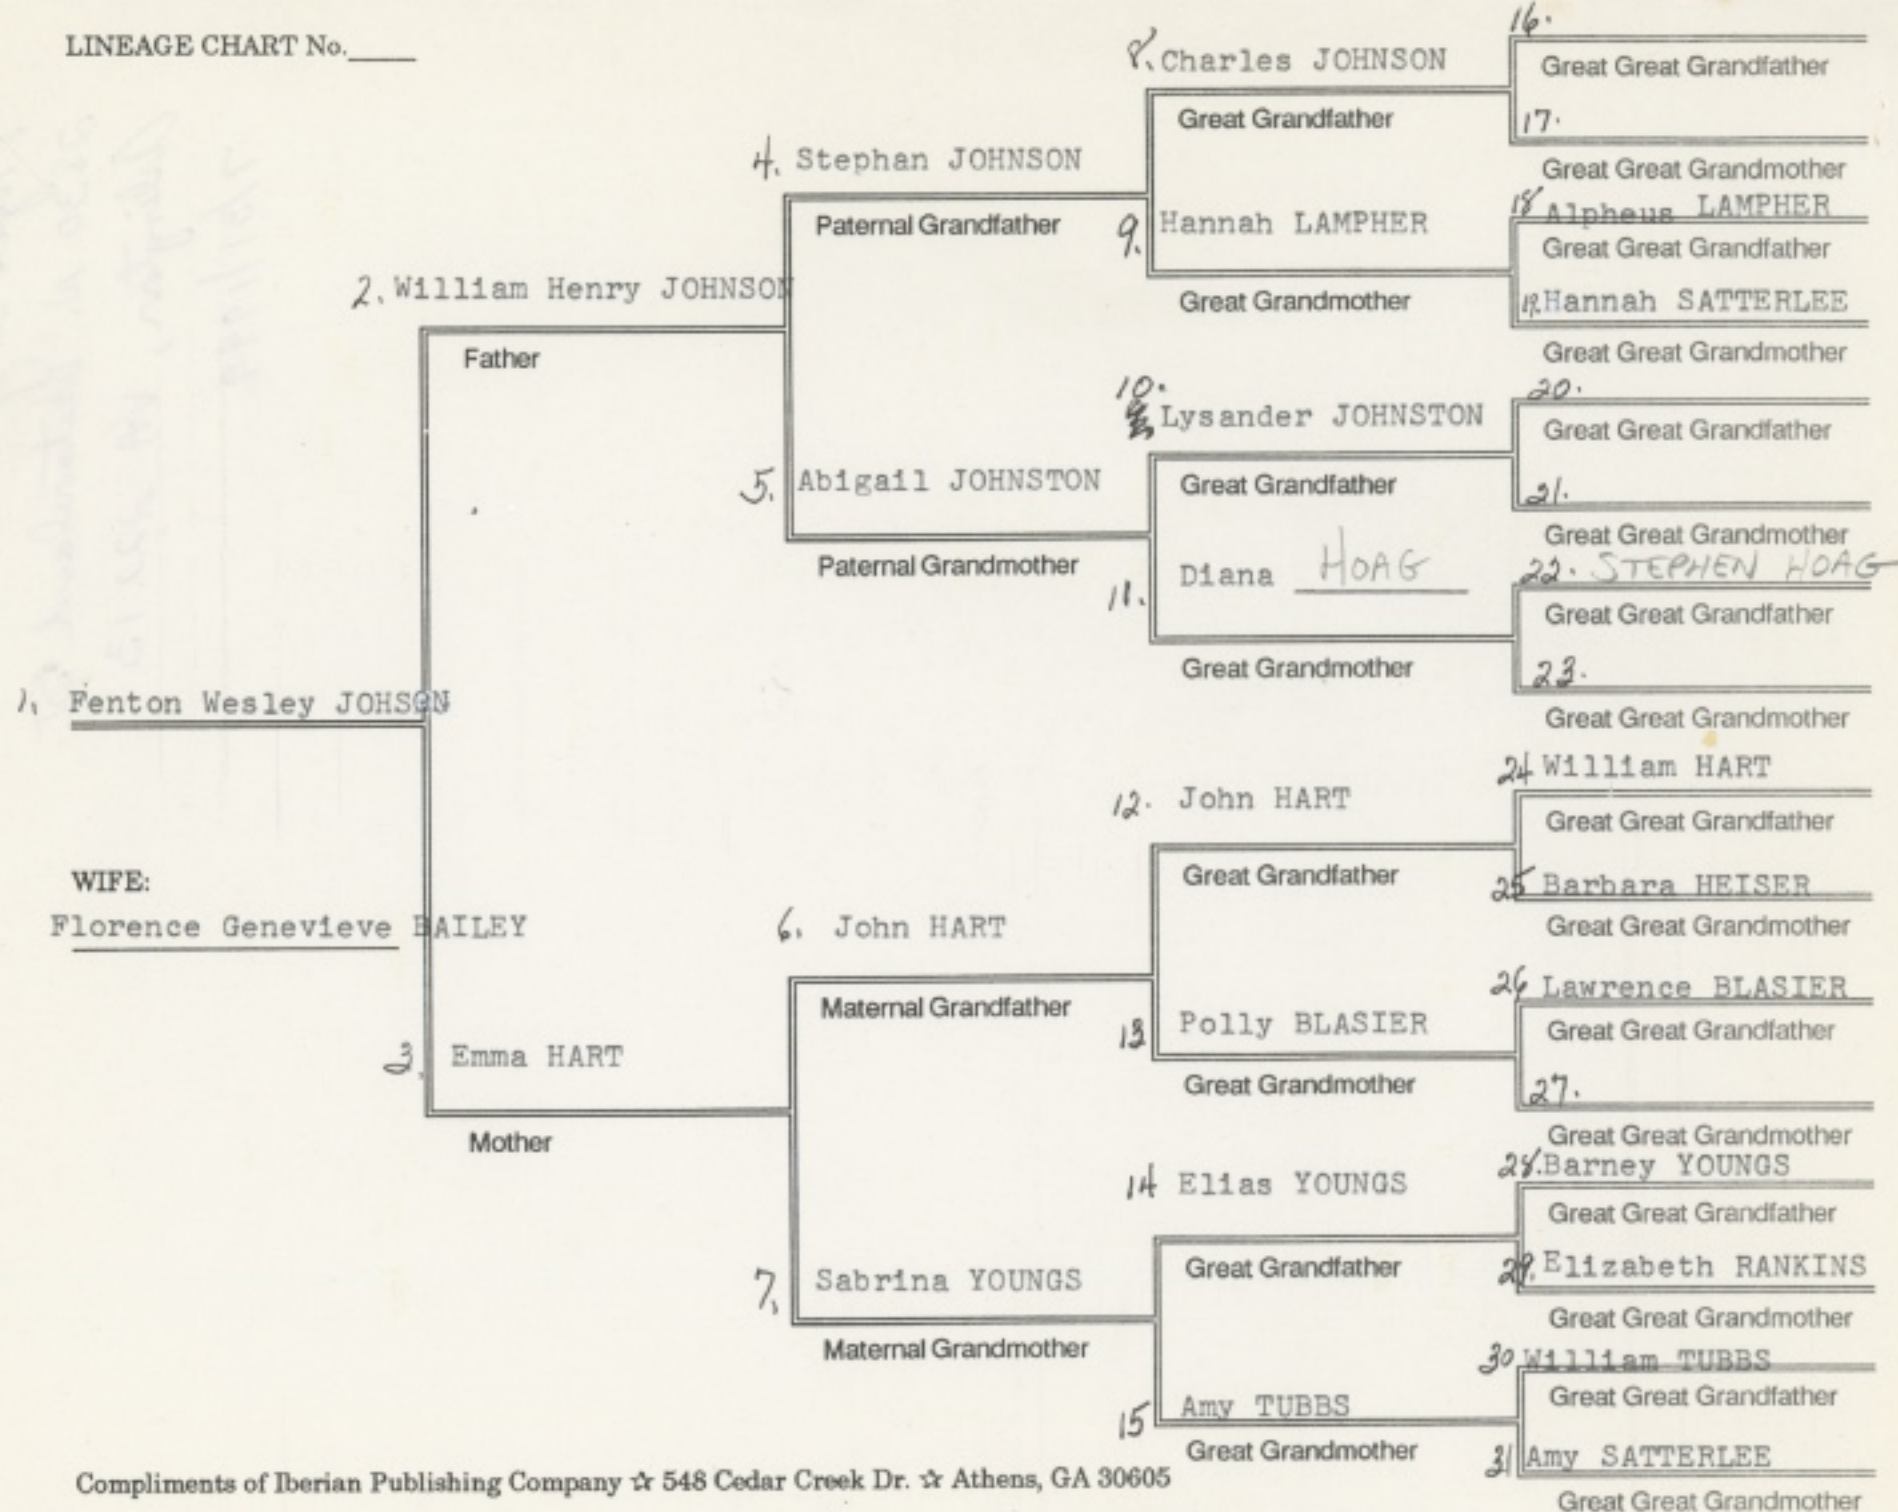 LINEAGE CHART No.____
16.
8. Charles JOHNSON
Great Great Grandfather
Great Grandfather
17.
4. Stephan JOHNSON
Great Great Grandmother
18 Alpheus LAMPHER
Paternal Grandfather
9. Hannah LAMPHER
Great Great Grandfather
2. William Henry JOHNSON
Great Grandmother
19. Hannah SATTERLEE
Father
Great Great Grandmother
10.
20.
Lysander JOHNSTON
Great Great Grandfather
5. Abigail JOHNSTON
Great Grandfather
21.
Great Great Grandmother
Paternal Grandmother
11. Diana HOAG
22. STEPHEN HOAG
Great Great Grandfather
Great Grandmother
23.
1. Fenton Wesley JOHSON
Great Great Grandmother
24 William HART
12. John HART
Great Great Grandfather
WIFE:
Great Grandfather
25 Barbara HEISER
Florence Genevieve BAILEY
6. John HART
Great Great Grandmother
26 Lawrence BLASIER
Maternal Grandfather
13 Polly BLASIER
Great Great Grandfather
3. Emma HART
Great Grandmother
27.
Mother
Great Great Grandmother
28. Barney YOUNGS
14 Elias YOUNGS
Great Great Grandfather
7. Sabrina YOUNGS
Great Grandfather
29. Elizabeth RANKINS
Great Great Grandmother
Maternal Grandmother
30 William TUBBS
15 Amy TUBBS
Great Great Grandfather
Great Grandmother
31 Amy SATTERLEE
Compliments of Iberian Publishing Company ☆ 548 Cedar Creek Dr. ☆ Athens, GA 30605
Great Great Grandmother